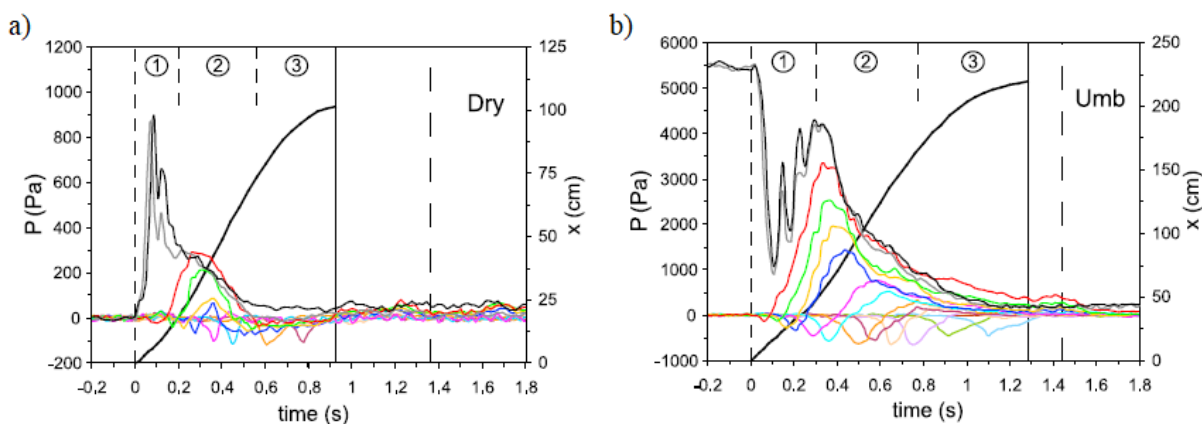 a)
1200
1000
800
600
400
200
0
-200
P (Pa)
① ② ③
Dry
125
100
75
50
25
0
x (cm)
-0,2 0 0,2 0,4 0,6 0,8 1 1,2 1,4 1,6 1,8
time (s)
b)
6000
5000
4000
3000
2000
1000
0
-1000
P (Pa)
① ② ③
Umb
250
200
150
100
50
0
x (cm)
-0.2 0 0.2 0.4 0.6 0.8 1 1.2 1.4 1.6 1.8
time (s)